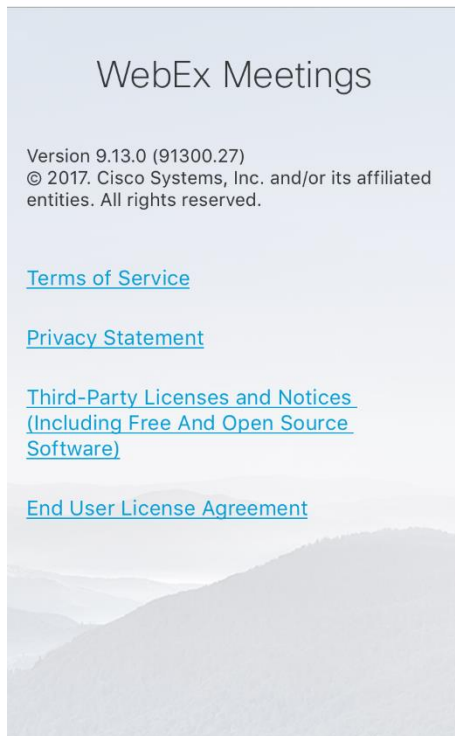 WebEx Meetings
Version 9.13.0 (91300.27)
© 2017. Cisco Systems, Inc. and/or its affiliated
entities. All rights reserved.
Terms of Service
Privacy Statement
Third-Party Licenses and Notices
(Including Free And Open Source
Software)
End User License Agreement